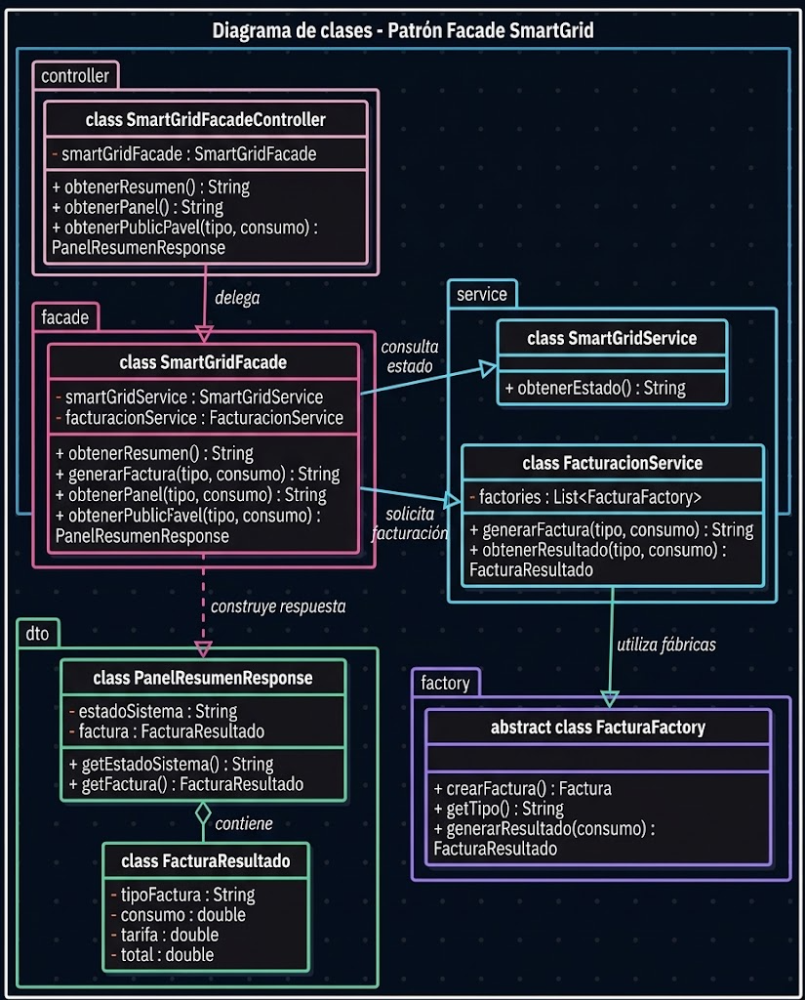 Diagrama de clases - Patrón Facade SmartGrid
controller
class SmartGridFacadeController
- smartGridFacade : SmartGridFacade
+ obtenerResumen() : String
+ obtenerPanel() : String
+ obtenerPublicPavel(tipo, consumo) :
PanelResumenResponse
delega
facade
class SmartGridFacade
- smartGridService : SmartGridService
- facturacionService : FacturacionService
+ obtenerResumen() : String
+ generarFactura(tipo, consumo) : String
+ obtenerPanel(tipo, consumo) : String
+ obtenerPublicFavel(tipo, consumo) :
PanelResumenResponse
consulta
estado
solicita
facturación
service
class SmartGridService
+ obtenerEstado() : String
class FacturacionService
- factories : List<FacturaFactory>
+ generarFactura(tipo, consumo) : String
+ obtenerResultado(tipo, consumo) :
FacturaResultado
construye respuesta
utiliza fábricas
dto
class PanelResumenResponse
- estadoSistema : String
- factura : FacturaResultado
+ getEstadoSistema() : String
+ getFactura() : FacturaResultado
contiene
class FacturaResultado
- tipoFactura : String
- consumo : double
- tarifa : double
- total : double
factory
abstract class FacturaFactory
+ crearFactura() : Factura
+ getTipo() : String
+ generarResultado(consumo) :
FacturaResultado